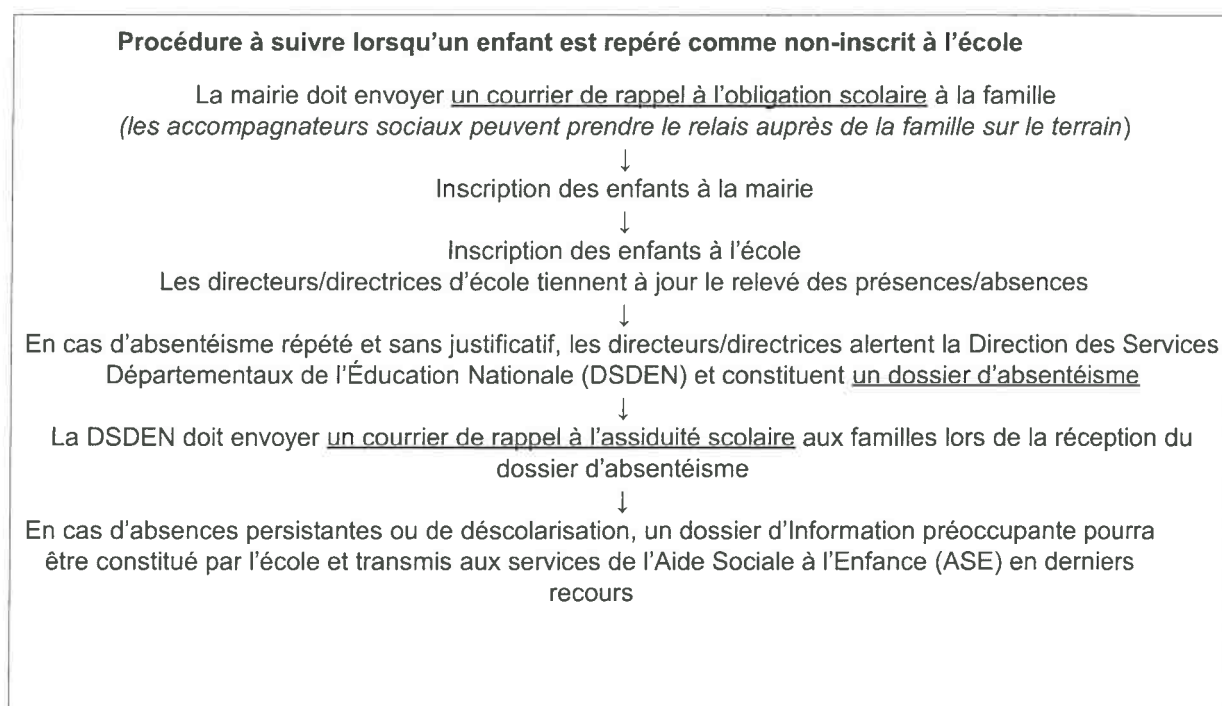 Procédure à suivre lorsqu'un enfant est repéré comme non-inscrit à l'école
La mairie doit envoyer un courrier de rappel à l'obligation scolaire à la famille
(les accompagnateurs sociaux peuvent prendre le relais auprès de la famille sur le terrain)
↓
Inscription des enfants à la mairie
↓
Inscription des enfants à l'école
Les directeurs/directrices d'école tiennent à jour le relevé des présences/absences
↓
En cas d'absentéisme répété et sans justificatif, les directeurs/directrices alertent la Direction des Services
Départementaux de l'Éducation Nationale (DSDEN) et constituent un dossier d'absentéisme
↓
La DSDEN doit envoyer un courrier de rappel à l'assiduité scolaire aux familles lors de la réception du
dossier d'absentéisme
↓
En cas d'absences persistantes ou de déscolarisation, un dossier d'Information préoccupante pourra
être constitué par l'école et transmis aux services de l'Aide Sociale à l'Enfance (ASE) en derniers
recours